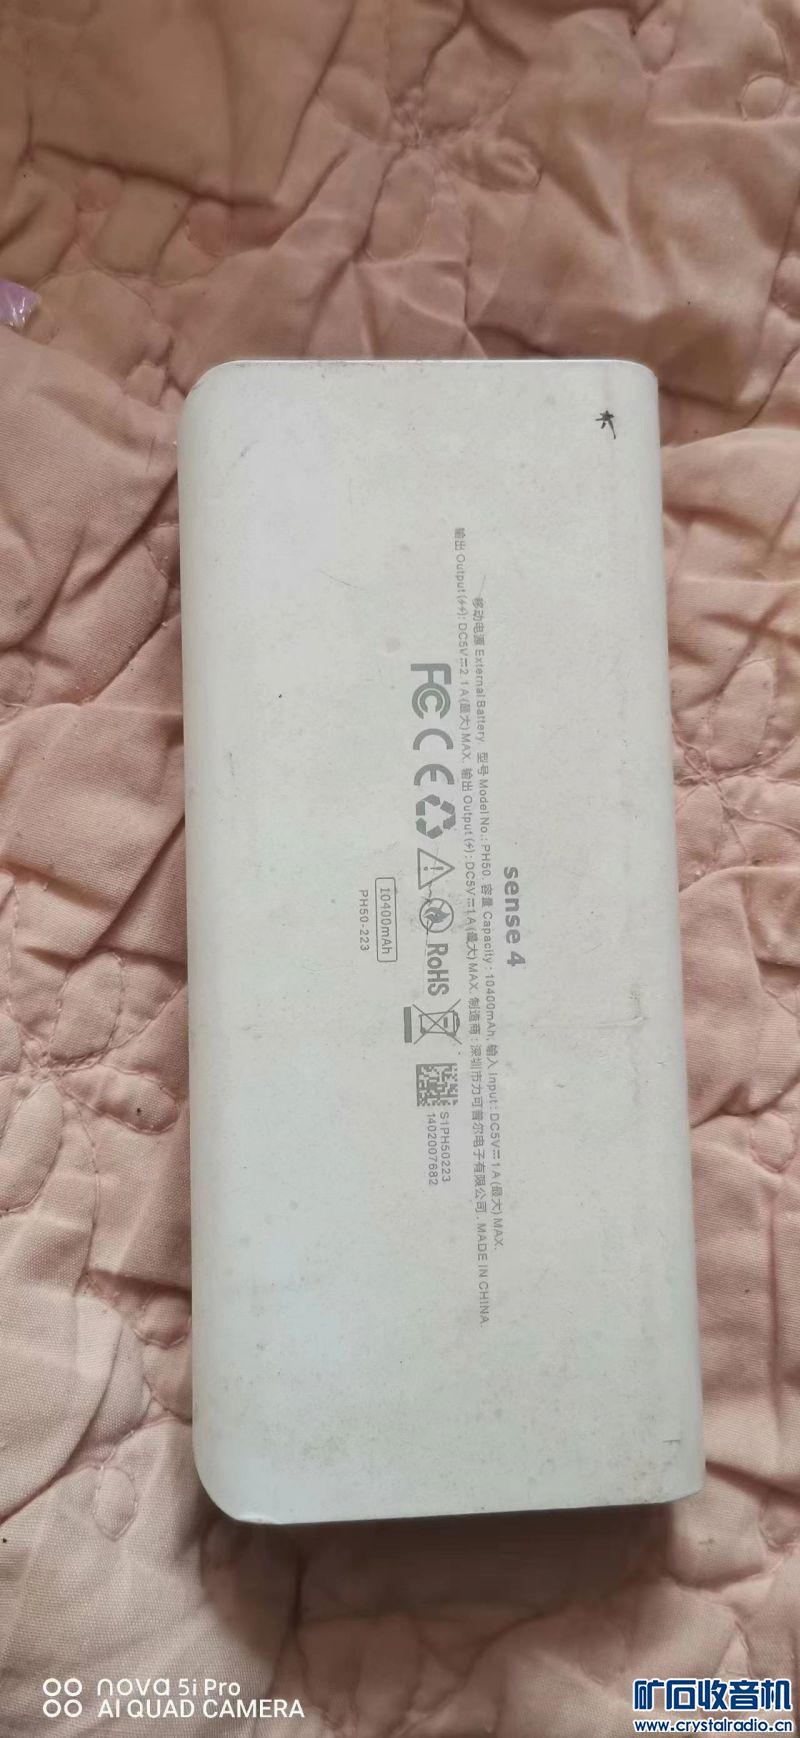 sense 4
移动电源 External Battery. 型号 Model No.: PH50. 容量 Capacity: 10400mAh. 输入 Input: DC5V⎓1A(最大) MAX.
输出 Output(⚡⚡): DC5V⎓2.1A(最大) MAX. 输出 Output(⚡): DC5V⎓1A(最大) MAX. 制造商: 深圳市力可普尔电子有限公司. MADE IN CHINA.
FC CE RoHS
S1PH50223
1402007682
10400mAh
PH50-223
nova 5i Pro
AI QUAD CAMERA
矿石收音机
www.crystalradio.cn